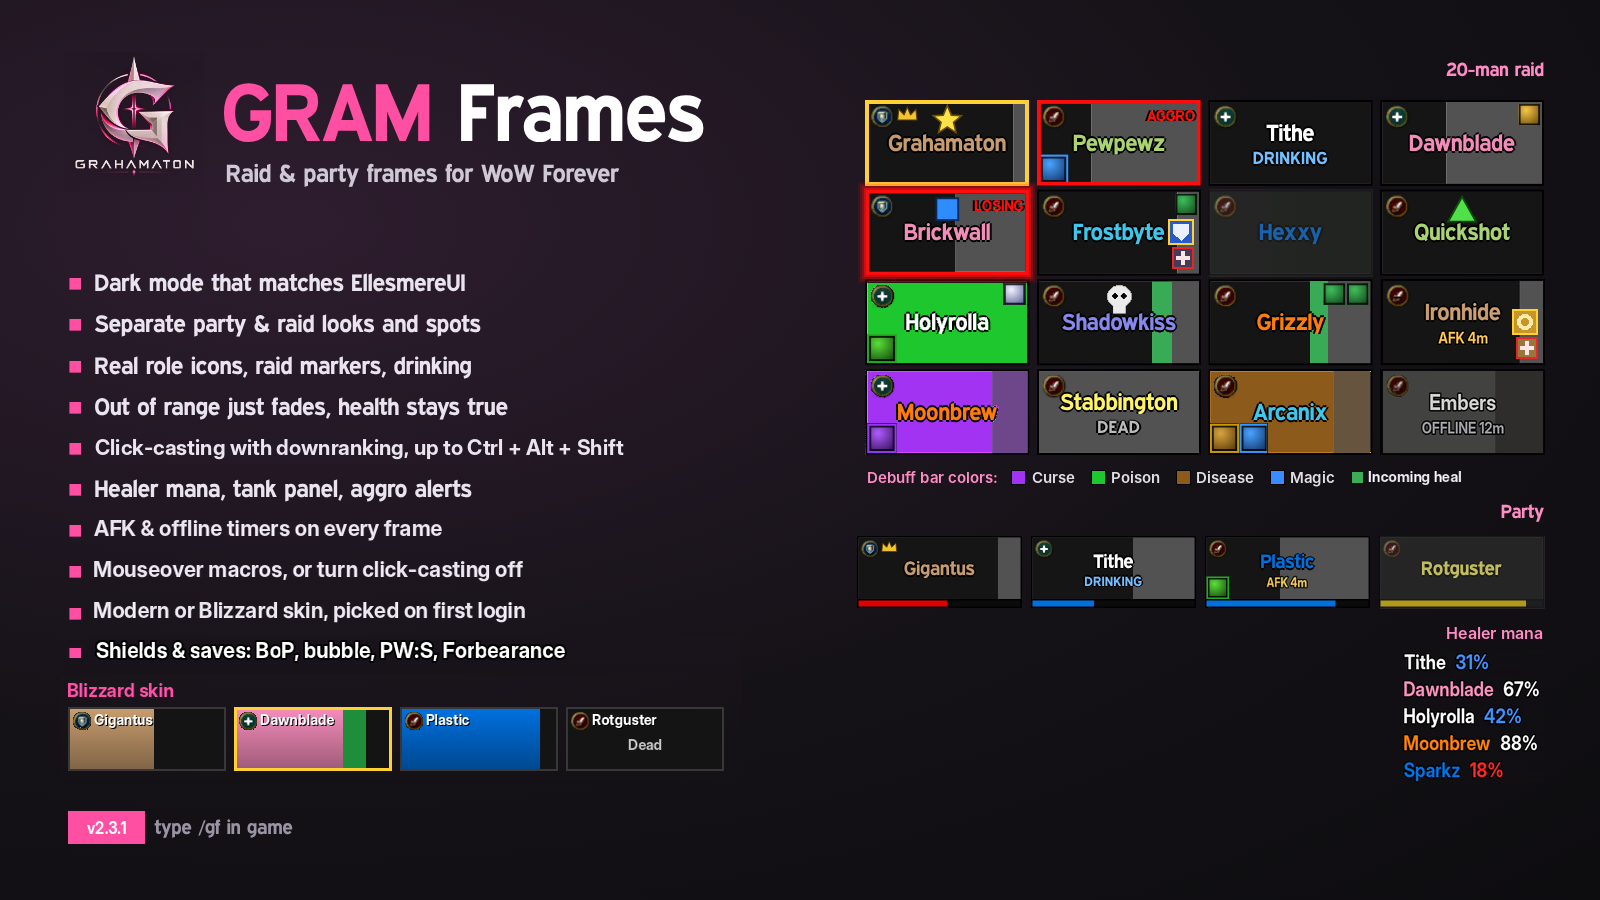 GRAHAMATON
GRAM Frames
Raid & party frames for WoW Forever
Dark mode that matches EllesmereUI
Separate party & raid looks and spots
Real role icons, raid markers, drinking
Out of range just fades, health stays true
Click-casting with downranking, up to Ctrl + Alt + Shift
Healer mana, tank panel, aggro alerts
AFK & offline timers on every frame
Mouseover macros, or turn click-casting off
Modern or Blizzard skin, picked on first login
Shields & saves: BoP, bubble, PW:S, Forbearance
Blizzard skin
Gigantus
Dawnblade
Plastic
Rotguster
Dead
v2.3.1
type /gf in game
20-man raid
Grahamaton
AGGRO
Pewpewz
Tithe
DRINKING
Dawnblade
LOSING
Brickwall
Frostbyte
Hexxy
Quickshot
Holyrolla
Shadowkiss
Grizzly
Ironhide
AFK 4m
Moonbrew
Stabbington
DEAD
Arcanix
Embers
OFFLINE 12m
Debuff bar colors: Curse Poison Disease Magic Incoming heal
Party
Gigantus
Tithe
DRINKING
Plastic
AFK 4m
Rotguster
Healer mana
Tithe 31%
Dawnblade 67%
Holyrolla 42%
Moonbrew 88%
Sparkz 18%